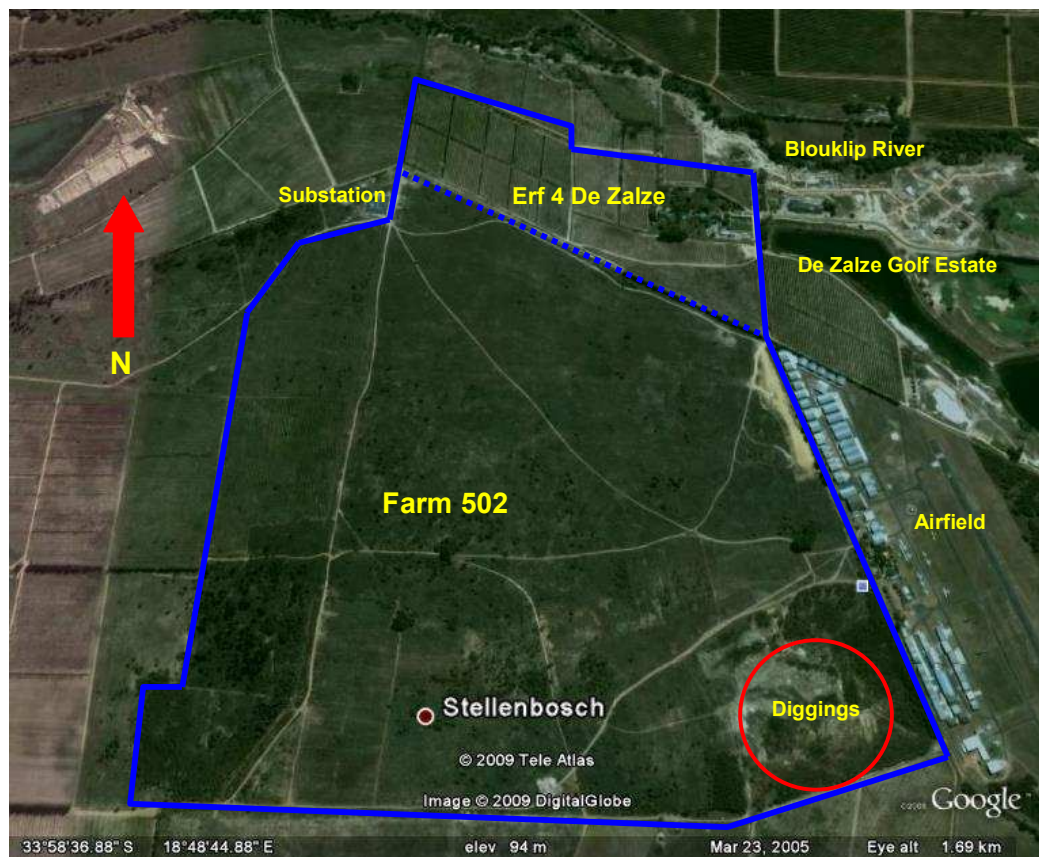 Blouklip River
Substation
Erf 4 De Zalze
De Zalze Golf Estate
N
Farm 502
Airfield
Diggings
Stellenbosch
© 2009 Tele Atlas
Image © 2009 DigitalGlobe
Google
33°58'36.88" S 18°48'44.88" E elev 94 m Mar 23, 2005 Eye alt 1.69 km